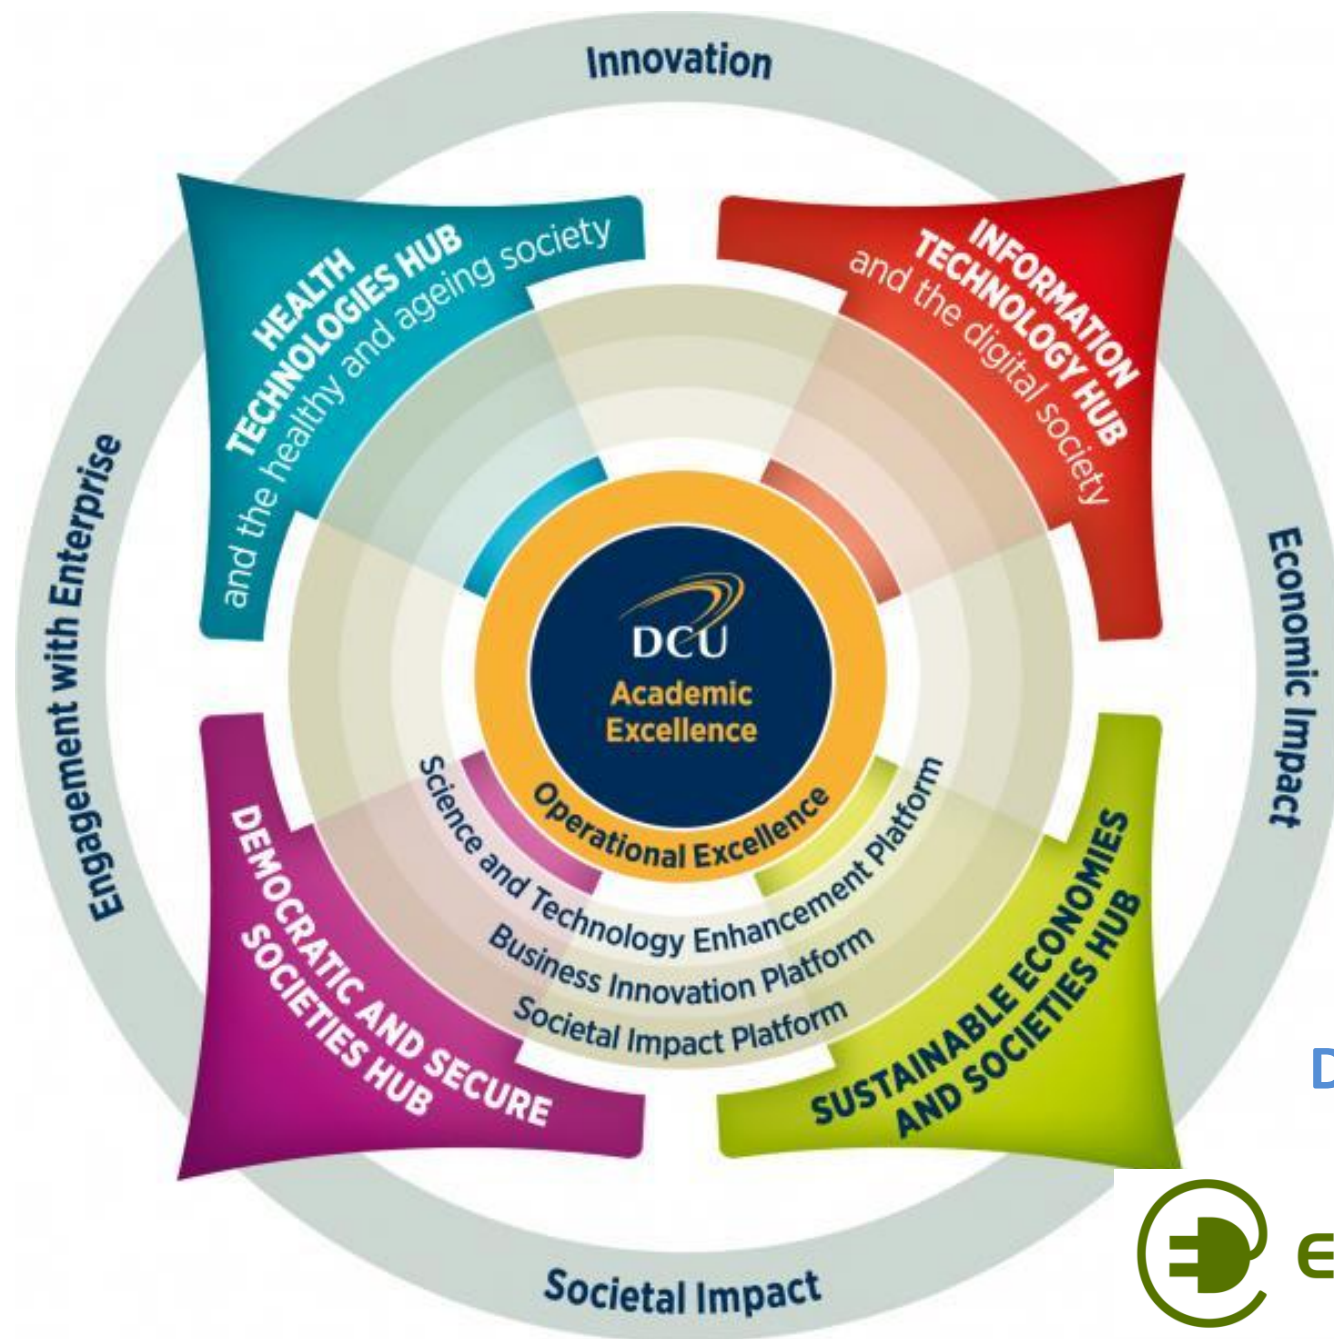 Innovation
HEALTH
TECHNOLOGIES HUB
and the healthy and ageing society
INFORMATION
TECHNOLOGY HUB
and the digital society
Engagement with Enterprise
Economic Impact
DCU
Academic
Excellence
Operational Excellence
Science and Technology Enhancement Platform
Business Innovation Platform
Societal Impact Platform
DEMOCRATIC AND SECURE
SOCIETIES HUB
SUSTAINABLE ECONOMIES
AND SOCIETIES HUB
D
E
Societal Impact